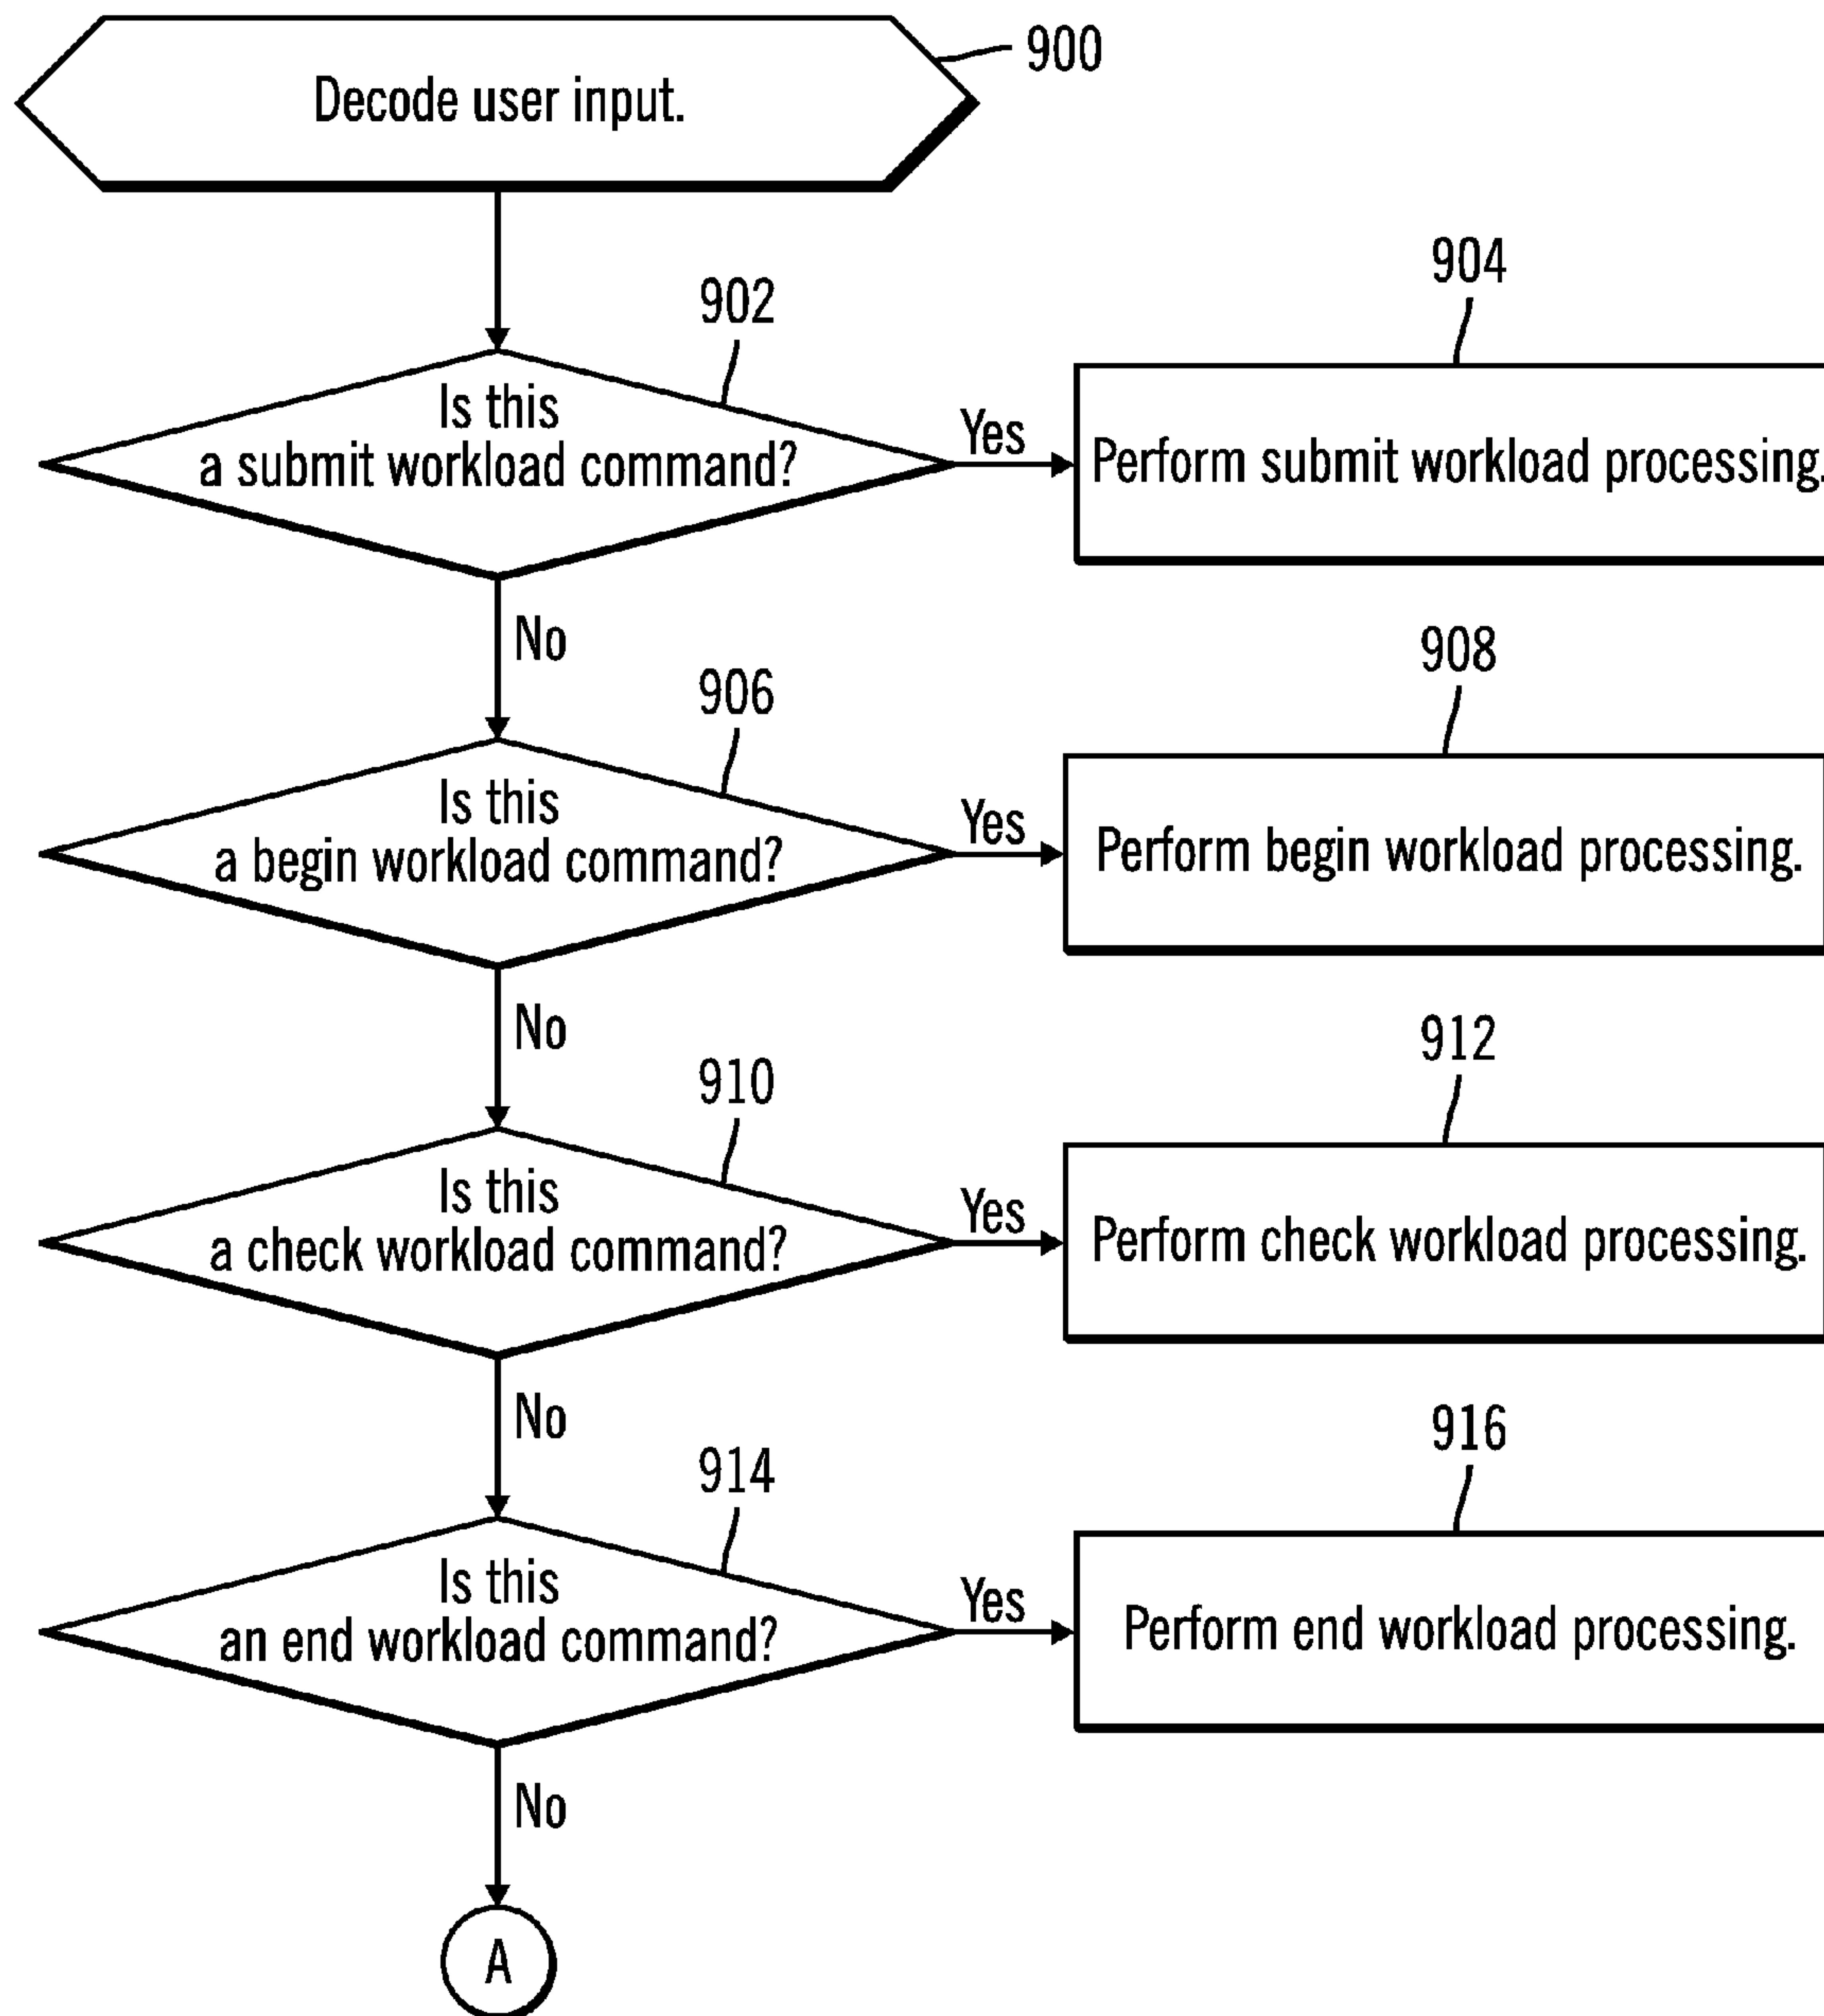 900
Decode user input.
902
904
Is this
a submit workload command?
Yes
Perform submit workload processing.
No
906
908
Is this
a begin workload command?
Yes
Perform begin workload processing.
No
910
912
Is this
a check workload command?
Yes
Perform check workload processing.
No
914
916
Is this
an end workload command?
Yes
Perform end workload processing.
No
A